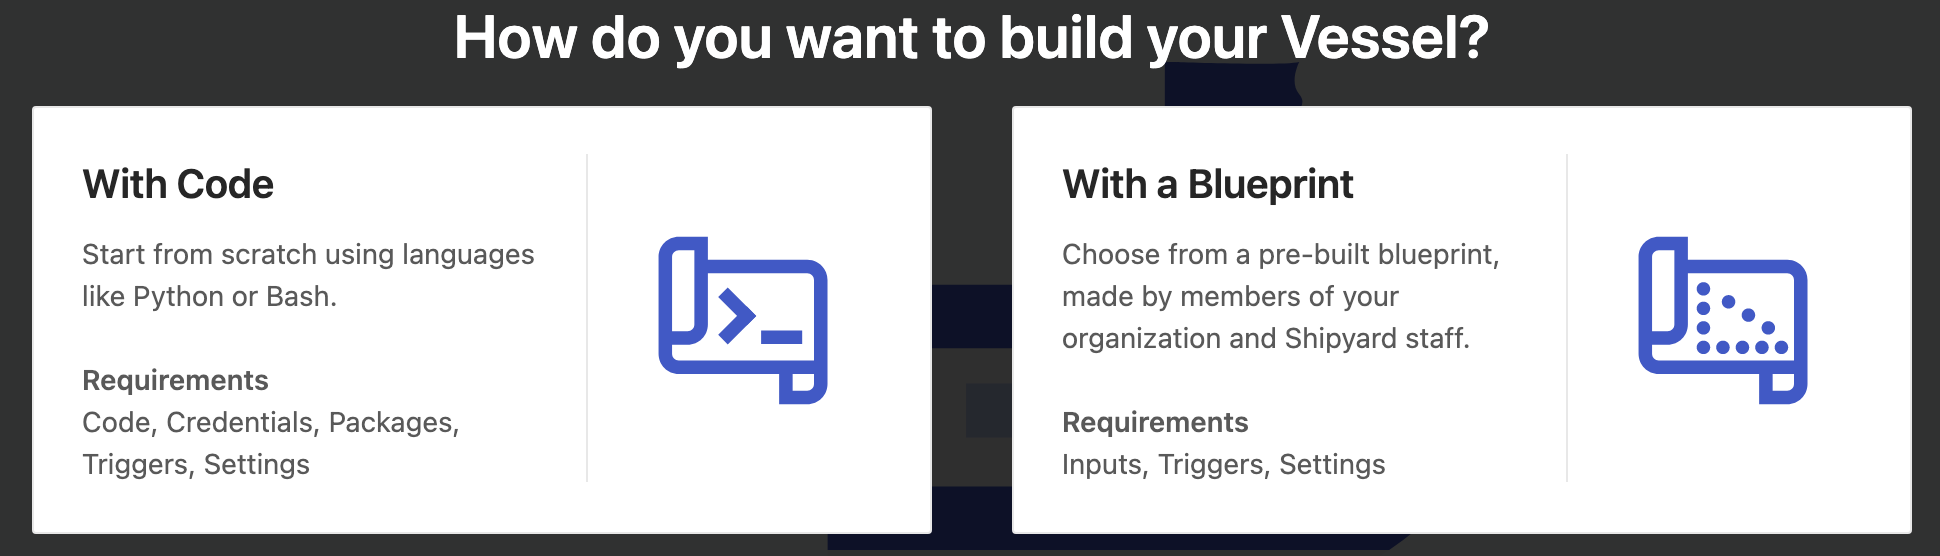 How do you want to build your Vessel?
With Code
Start from scratch using languages
like Python or Bash.
Requirements
Code, Credentials, Packages,
Triggers, Settings
With a Blueprint
Choose from a pre-built blueprint,
made by members of your
organization and Shipyard staff.
Requirements
Inputs, Triggers, Settings